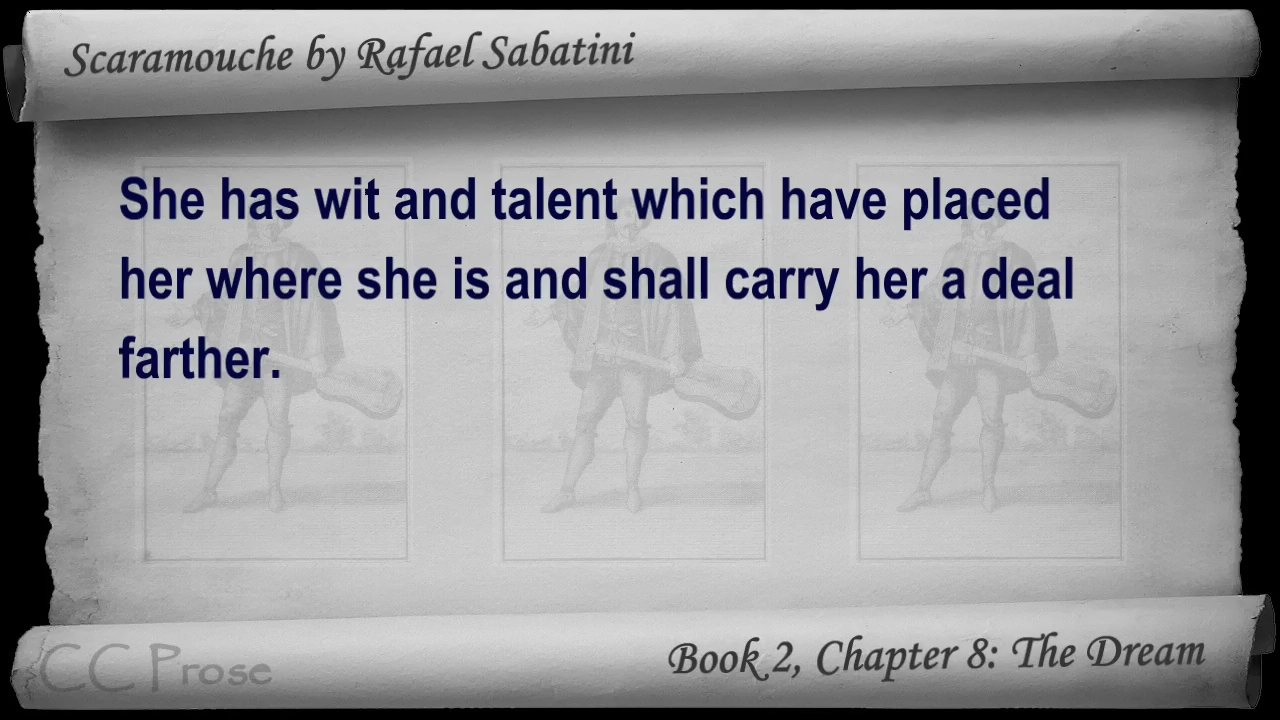 Scaramouche by Rafael Sabatini
She has wit and talent which have placed
her where she is and shall carry her a deal
farther.
CC Prose
Book 2, Chapter 8: The Dream